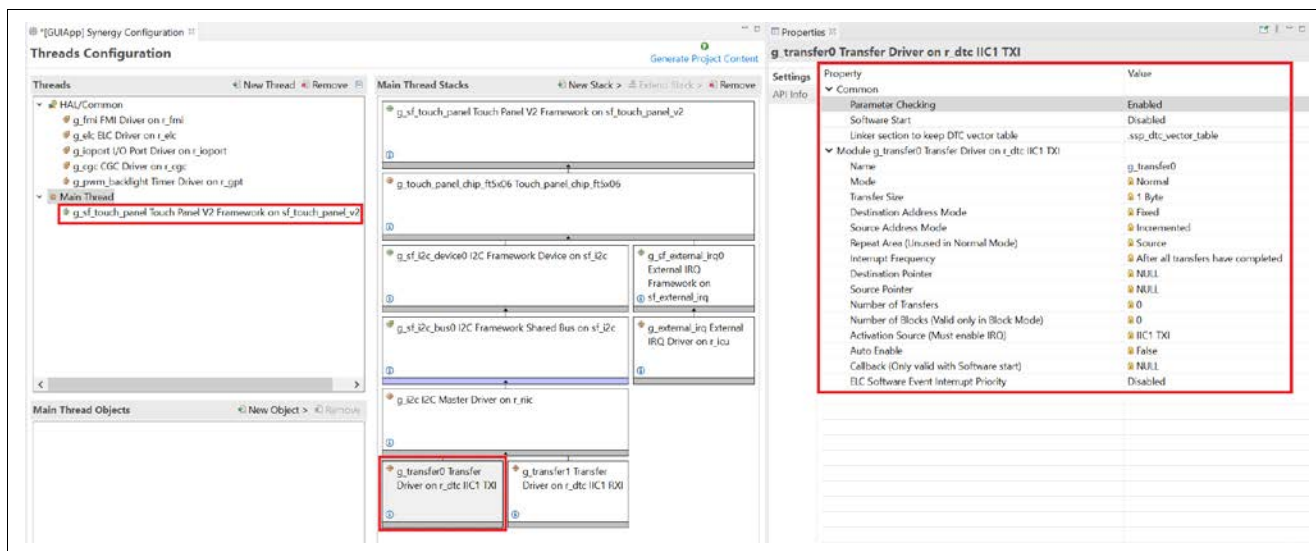 *[GUIApp] Synergy Configuration
Threads Configuration
Generate Project Content
Threads
New Thread
Remove
HAL/Common
g_fmi FMI Driver on r_fmi
g_elc ELC Driver on r_elc
g_ioport I/O Port Driver on r_ioport
g_cgc CGC Driver on r_cgc
g_pwm_backlight Timer Driver on r_gpt
Main Thread
g_sf_touch_panel Touch Panel V2 Framework on sf_touch_panel_v2
Main Thread Objects
New Object >
Remove
Main Thread Stacks
New Stack >
Extend Stack >
Remove
g_sf_touch_panel Touch Panel V2 Framework on sf_touch_panel_v2
g_touch_panel_chip_ft5x06 Touch_panel_chip_ft5x06
g_sf_i2c_device0 I2C Framework Device on sf_i2c
g_sf_external_irq0
External IRQ
Framework on
sf_external_irq
g_sf_i2c_bus0 I2C Framework Shared Bus on sf_i2c
g_external_irq External
IRQ Driver on r_icu
g_i2c I2C Master Driver on r_riic
g_transfer0 Transfer
Driver on r_dtc IIC1 TXI
g_transfer1 Transfer
Driver on r_dtc IIC1 RXI
Properties
g_transfer0 Transfer Driver on r_dtc IIC1 TXI
Settings
API Info
Property Value
Common
Parameter Checking Enabled
Software Start Disabled
Linker section to keep DTC vector table .ssp_dtc_vector_table
Module g_transfer0 Transfer Driver on r_dtc IIC1 TXI
Name g_transfer0
Mode Normal
Transfer Size 1 Byte
Destination Address Mode Fixed
Source Address Mode Incremented
Repeat Area (Unused in Normal Mode) Source
Interrupt Frequency After all transfers have completed
Destination Pointer NULL
Source Pointer NULL
Number of Transfers 0
Number of Blocks (Valid only in Block Mode) 0
Activation Source (Must enable IRQ) IIC1 TXI
Auto Enable False
Callback (Only valid with Software start) NULL
ELC Software Event Interrupt Priority Disabled